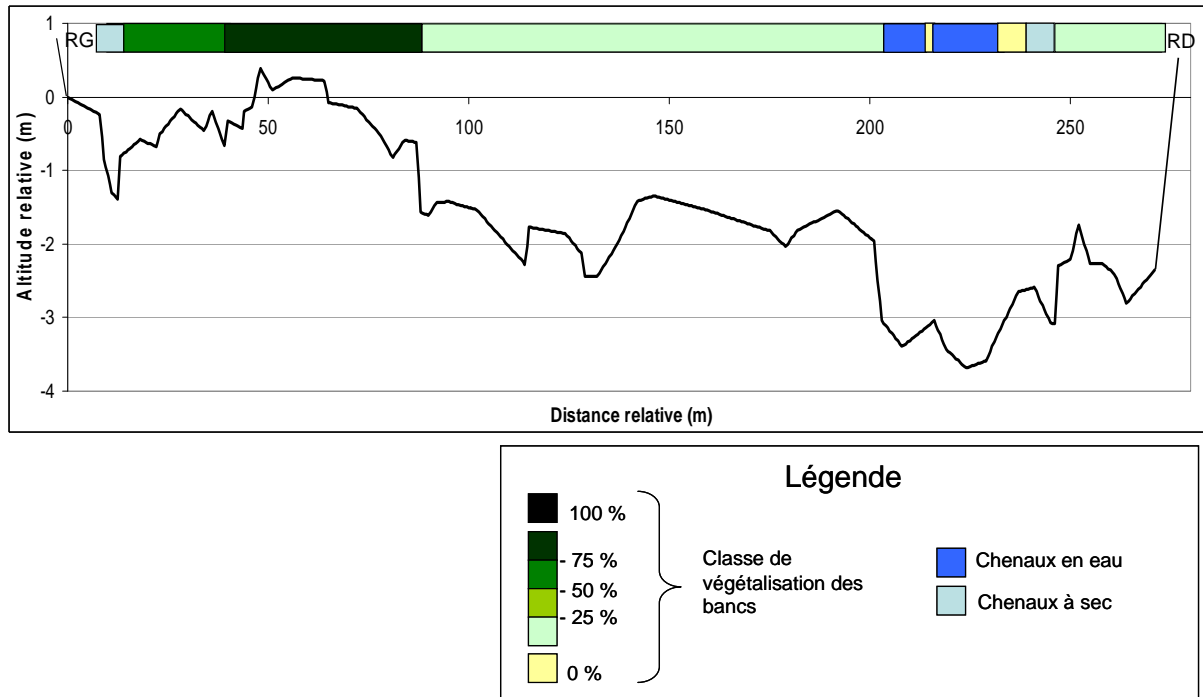 1
RG
RD
0
0
50
100
150
200
250
-1
-2
-3
-4
Altitude relative (m)
Distance relative (m)
Légende
100 %
- 75 %
- 50 %
- 25 %
0 %
Classe de
végétalisation des
bancs
Chenaux en eau
Chenaux à sec